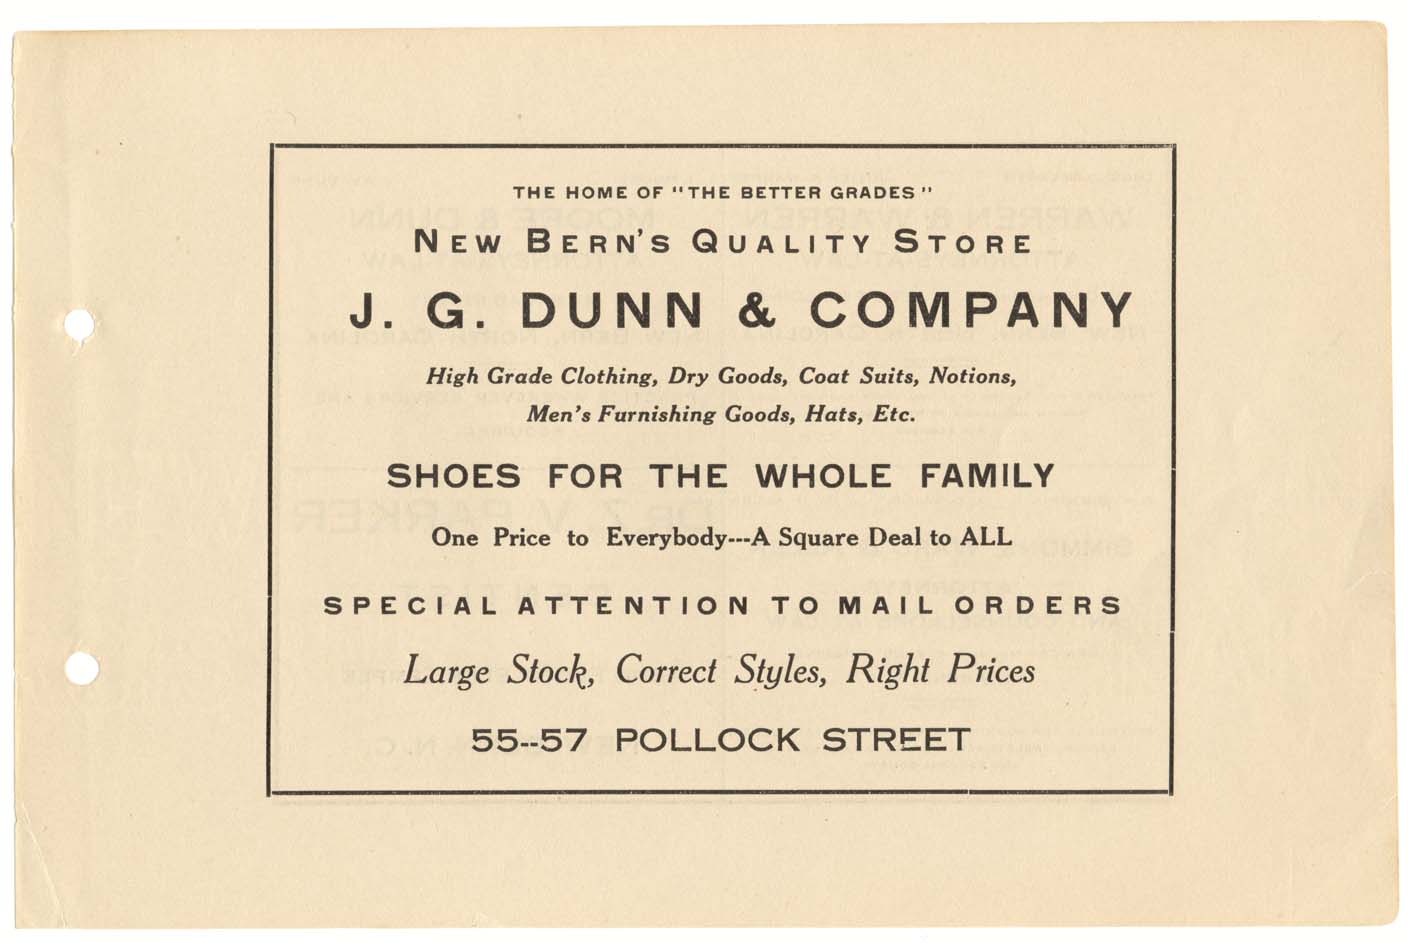 THE HOME OF "THE BETTER GRADES"
NEW BERN'S QUALITY STORE
J. G. DUNN & COMPANY
High Grade Clothing, Dry Goods, Coat Suits, Notions,
Men's Furnishing Goods, Hats, Etc.
SHOES FOR THE WHOLE FAMILY
One Price to Everybody---A Square Deal to ALL
SPECIAL ATTENTION TO MAIL ORDERS
Large Stock, Correct Styles, Right Prices
55--57 POLLOCK STREET